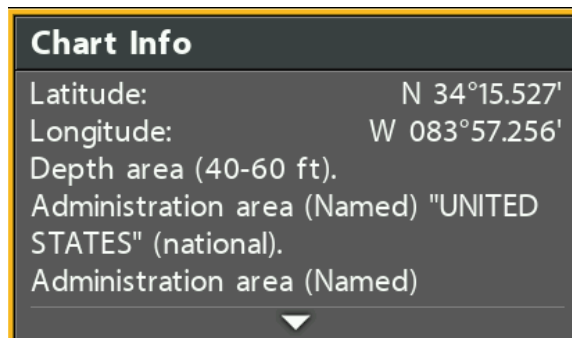 Chart Info
Latitude: N 34°15.527'
Longitude: W 083°57.256'
Depth area (40-60 ft).
Administration area (Named) "UNITED
STATES" (national).
Administration area (Named)